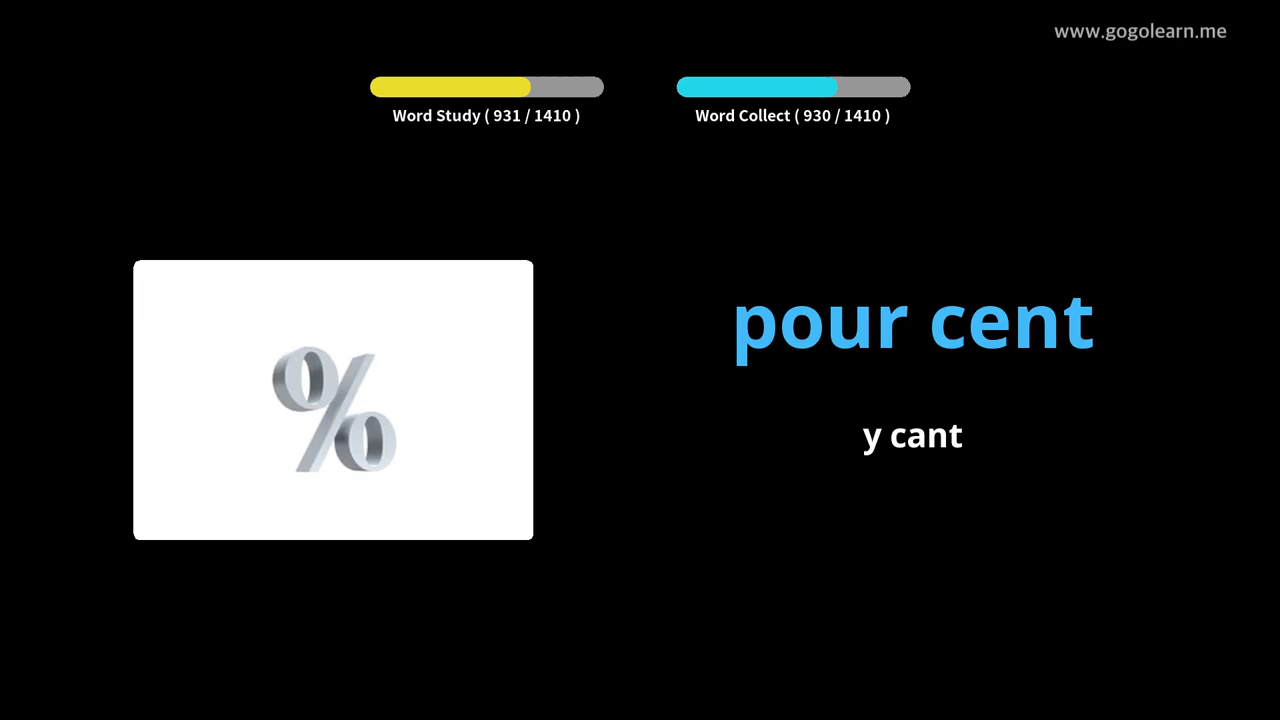 www.gogolearn.me
Word Study ( 931 / 1410 )
Word Collect ( 930 / 1410 )
%
pour cent
y cant